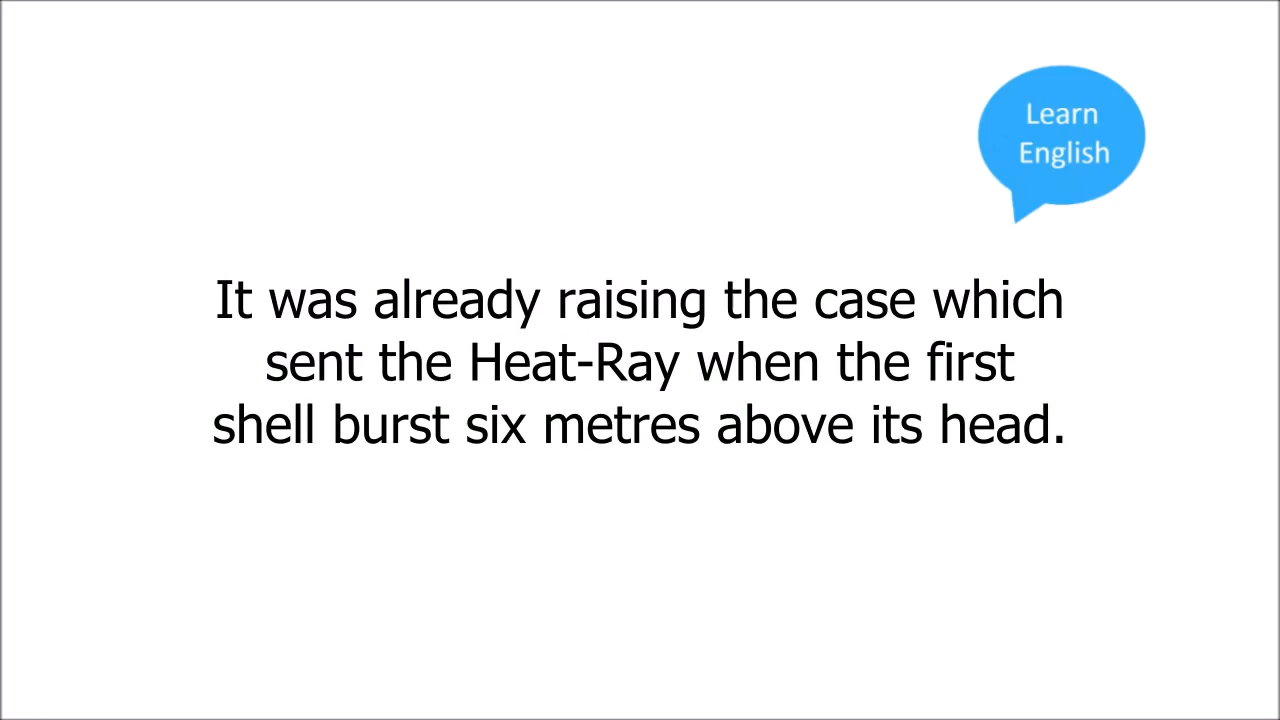 Learn
English
It was already raising the case which
sent the Heat-Ray when the first
shell burst six metres above its head.